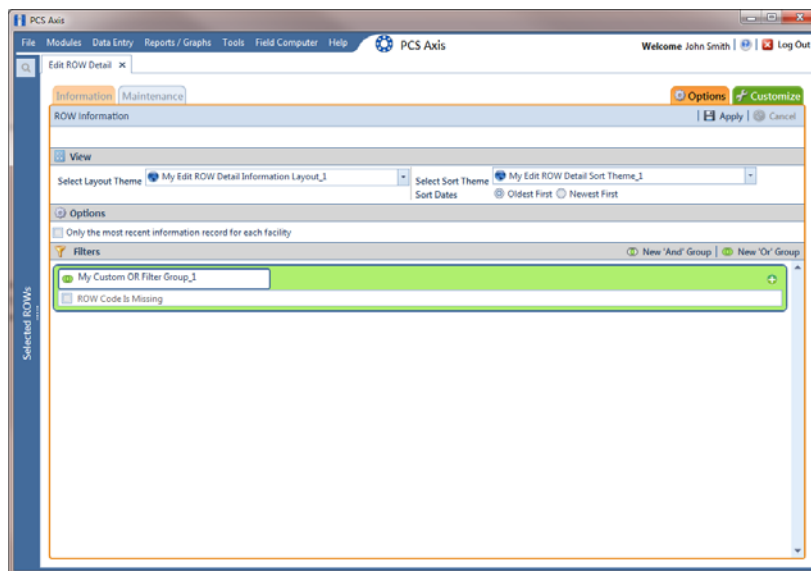 PCS Axis
File Modules Data Entry Reports / Graphs Tools Field Computer Help PCS Axis Welcome John Smith | | Log Out
Edit ROW Detail ×
Information Maintenance Options Customize
ROW Information | Apply | Cancel
View
Select Layout Theme My Edit ROW Detail Information Layout_1 Select Sort Theme My Edit ROW Detail Sort Theme_1
Sort Dates Oldest First Newest First
Options
Only the most recent information record for each facility
Filters New 'And' Group | New 'Or' Group
My Custom OR Filter Group_1
ROW Code Is Missing
Selected ROWs